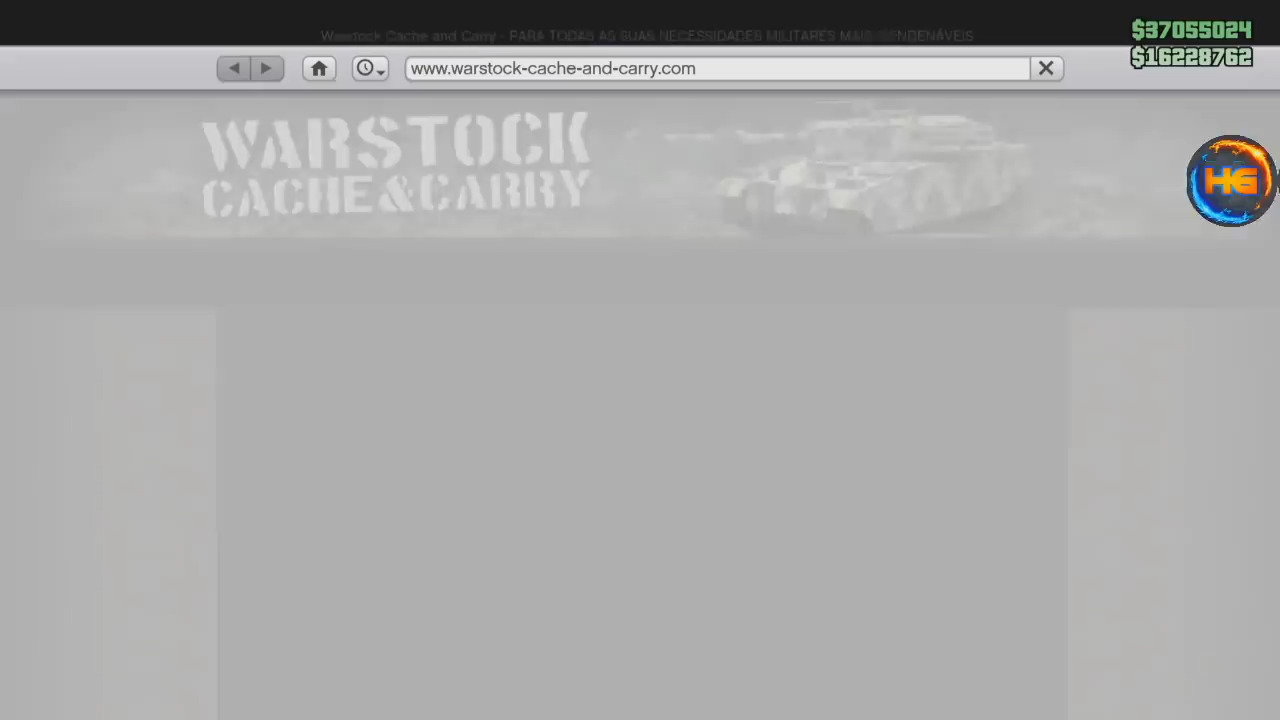 Warstock Cache and Carry - PARA TODAS AS SUAS NECESSIDADES MILITARES MAIS
$37055024
$16228762
www.warstock-cache-and-carry.com
WARSTOCK
CACHE&CARRY
HG